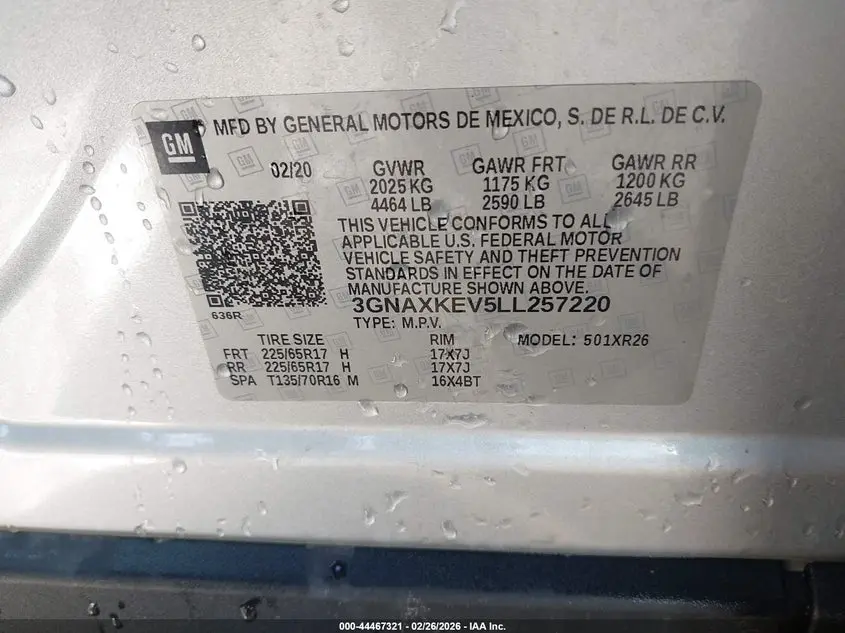 GM MFD BY GENERAL MOTORS DE MEXICO, S. DE R.L. DE C.V.
02/20 GVWR GAWR FRT GAWR RR
2025 KG 1175 KG 1200 KG
4464 LB 2590 LB 2645 LB
THIS VEHICLE CONFORMS TO ALL
APPLICABLE U.S. FEDERAL MOTOR
VEHICLE SAFETY AND THEFT PREVENTION
STANDARDS IN EFFECT ON THE DATE OF
MANUFACTURE SHOWN ABOVE.
3GNAXKEV5LL257220
636R
TYPE: M.P.V.
TIRE SIZE RIM MODEL: 501XR26
FRT 225/65R17 H 17X7J
RR 225/65R17 H 17X7J
SPA T135/70R16 M 16X4BT
000-44467321 - 02/26/2026 - IAA Inc.